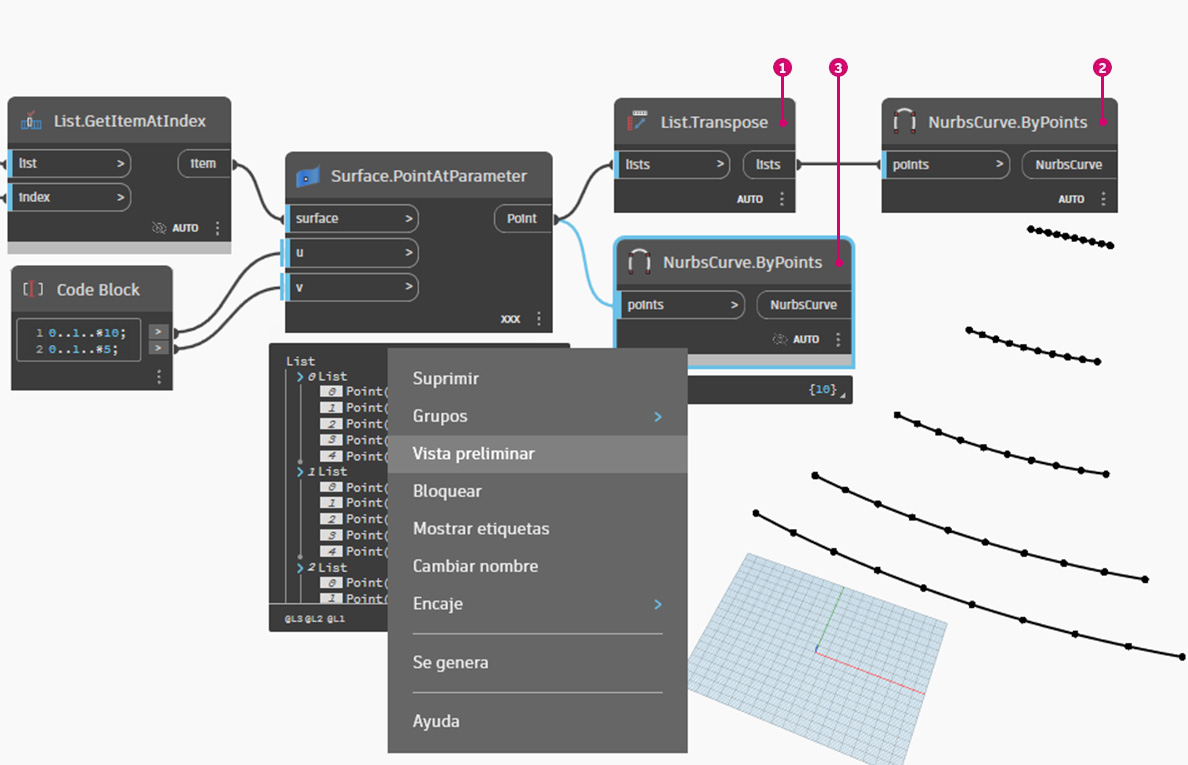 1
3
2
List.GetItemAtIndex
list >
Item
Index >
AUTO
Code Block
1 0..1..#10; >
2 0..1..#5; >
Surface.PointAtParameter
surface >
Point
u >
v >
XXX
List.Transpose
lists >
lists
AUTO
NurbsCurve.ByPoints
points >
NurbsCurve
AUTO
NurbsCurve.ByPoints
points >
NurbsCurve
AUTO
{10}
List
0 List
0 Point(
1 Point(
2 Point(
3 Point(
4 Point(
1 List
0 Point(
1 Point(
2 Point(
3 Point(
4 Point(
2 List
0 Point(
1 Point(
@L3 @L2 @L1
Suprimir
Grupos >
Vista preliminar
Bloquear
Mostrar etiquetas
Cambiar nombre
Encaje >
Se genera
Ayuda